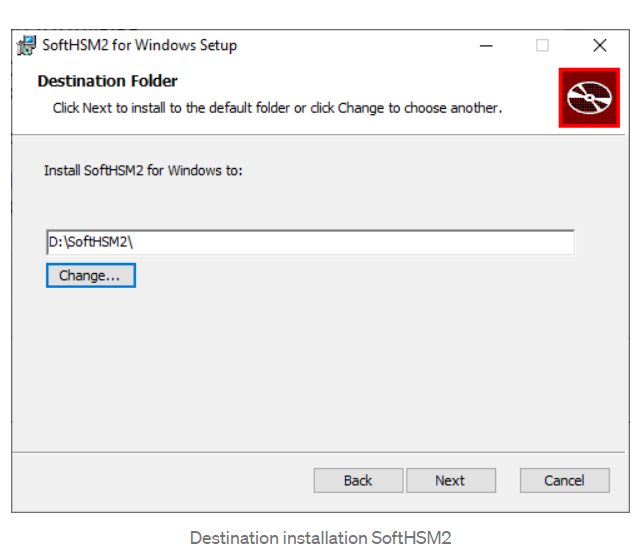 SoftHSM2 for Windows Setup
Destination Folder
Click Next to install to the default folder or click Change to choose another.
Install SoftHSM2 for Windows to:
D:\SoftHSM2\
Change...
Back Next Cancel
Destination installation SoftHSM2